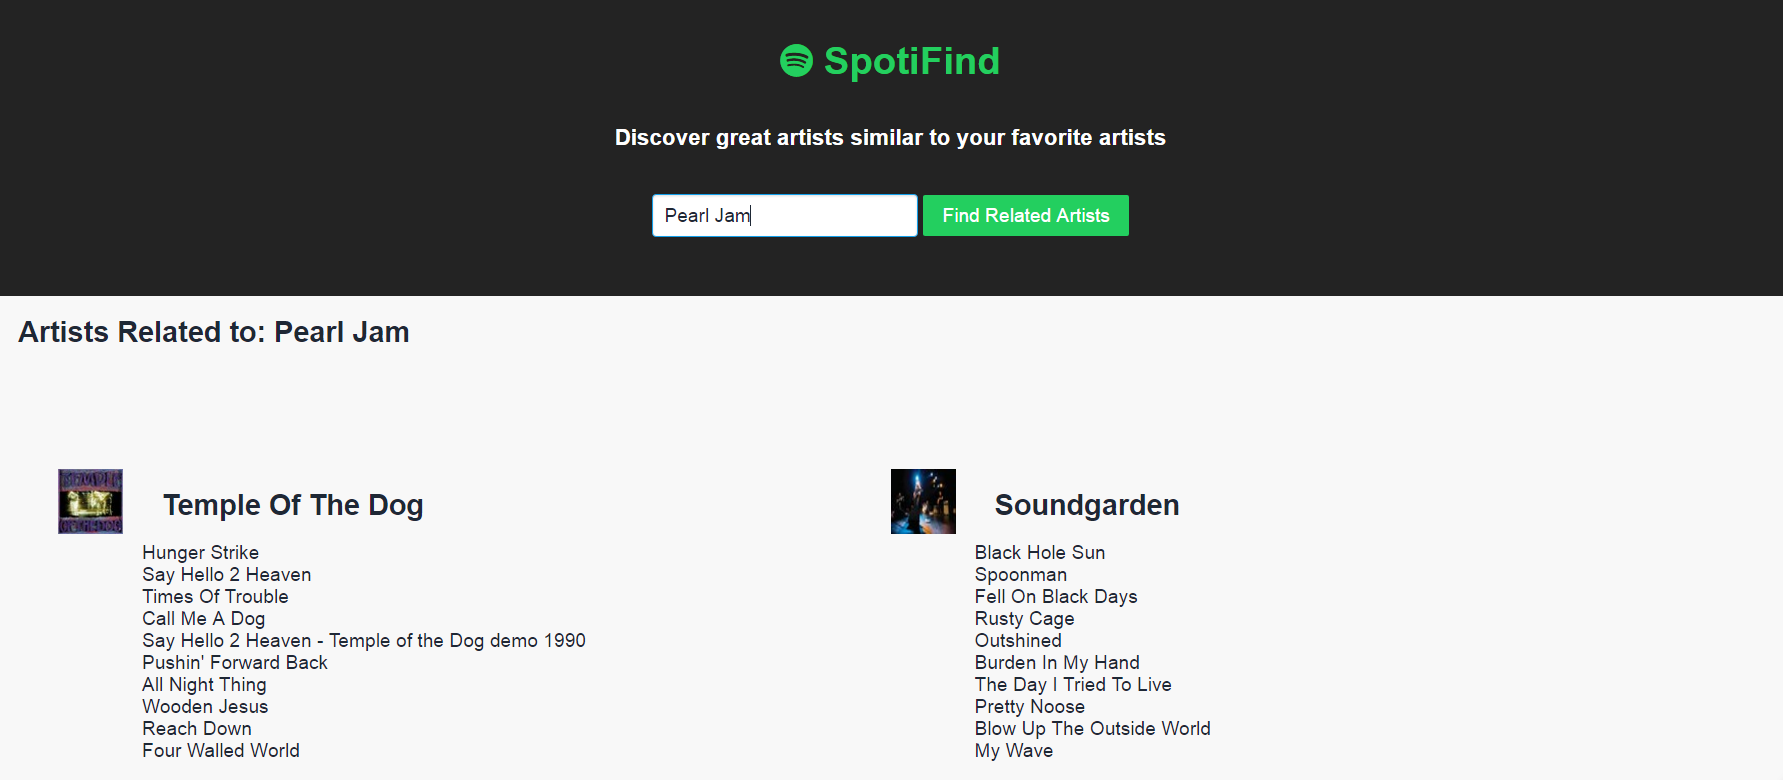 SpotiFind
Discover great artists similar to your favorite artists
Pearl Jam
Find Related Artists
Artists Related to: Pearl Jam
Temple Of The Dog
Hunger Strike
Say Hello 2 Heaven
Times Of Trouble
Call Me A Dog
Say Hello 2 Heaven - Temple of the Dog demo 1990
Pushin' Forward Back
All Night Thing
Wooden Jesus
Reach Down
Four Walled World
Soundgarden
Black Hole Sun
Spoonman
Fell On Black Days
Rusty Cage
Outshined
Burden In My Hand
The Day I Tried To Live
Pretty Noose
Blow Up The Outside World
My Wave